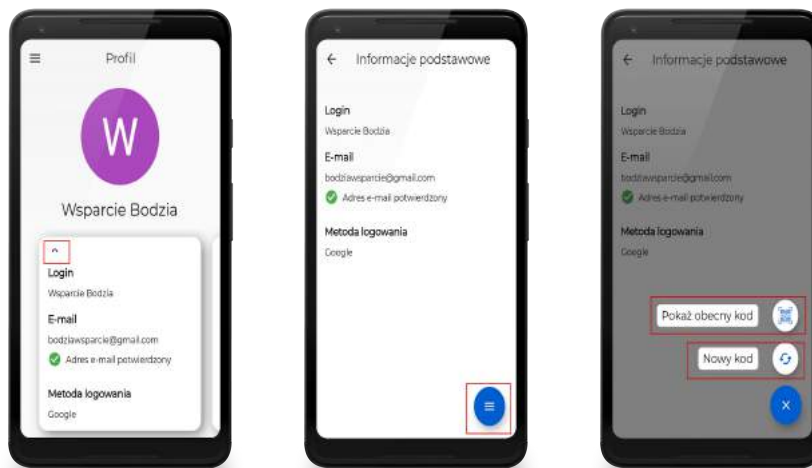 Profil
W
Wsparcie Bodzia
Login
Wsparcie Bodzia
E-mail
bodziawsparcie@gmail.com
Adres e-mail potwierdzony
Metoda logowania
Google
Informacje podstawowe
Login
Wsparcie Bodzia
E-mail
bodziawsparcie@gmail.com
Adres e-mail potwierdzony
Metoda logowania
Google
Informacje podstawowe
Login
Wsparcie Bodzia
E-mail
bodziawsparcie@gmail.com
Adres e-mail potwierdzony
Metoda logowania
Google
Pokaż obecny kod
Nowy kod